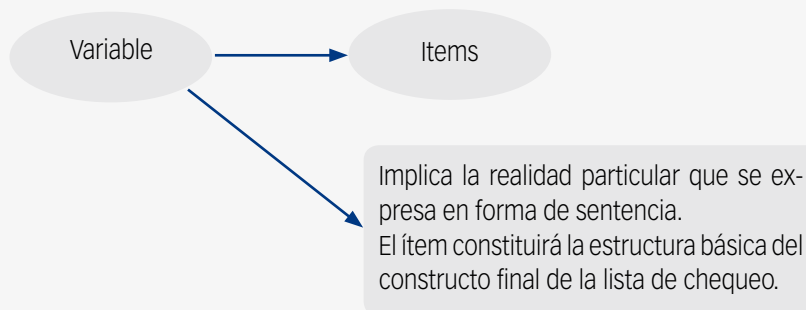 Variable
Items
Implica la realidad particular que se ex-
presa en forma de sentencia.
El ítem constituirá la estructura básica del
constructo final de la lista de chequeo.